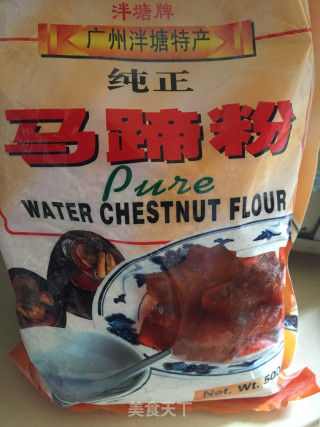 泮塘牌
广州泮塘特产
纯正
马蹄粉
Pure
WATER CHESTNUT FLOUR
Net. Wt. 500
美食天下